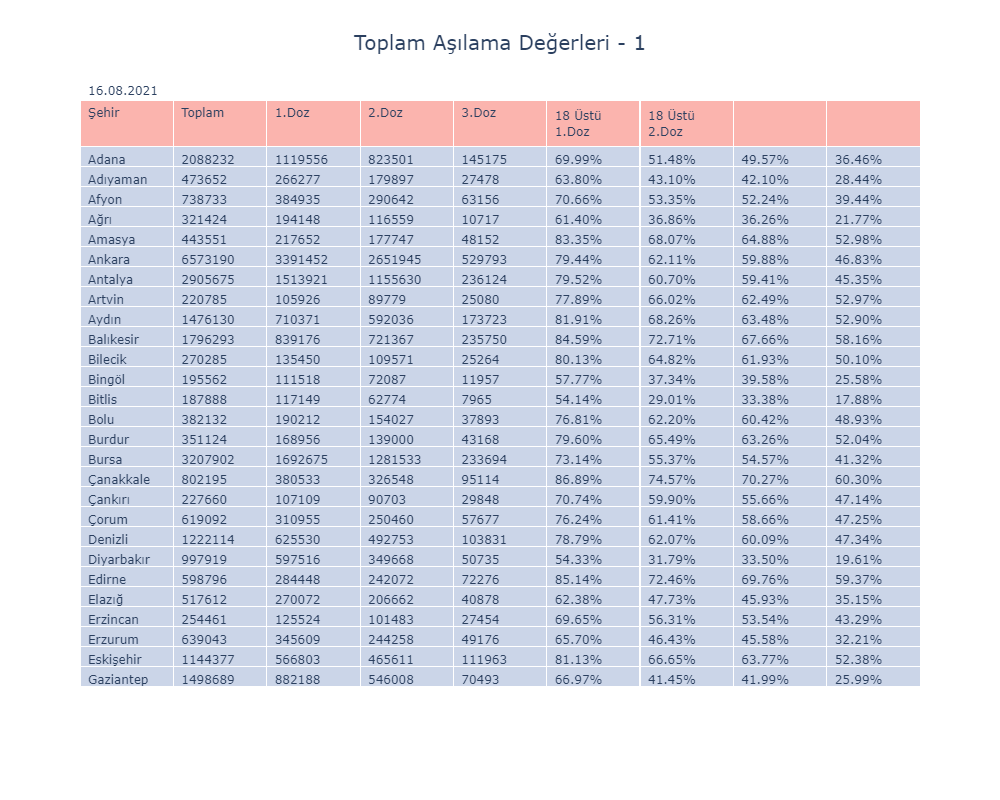 Toplam Aşılama Değerleri - 1
16.08.2021
Şehir Toplam 1.Doz 2.Doz 3.Doz 18 Üstü 1.Doz 18 Üstü 2.Doz
Adana 2088232 1119556 823501 145175 69.99% 51.48% 49.57% 36.46%
Adıyaman 473652 266277 179897 27478 63.80% 43.10% 42.10% 28.44%
Afyon 738733 384935 290642 63156 70.66% 53.35% 52.24% 39.44%
Ağrı 321424 194148 116559 10717 61.40% 36.86% 36.26% 21.77%
Amasya 443551 217652 177747 48152 83.35% 68.07% 64.88% 52.98%
Ankara 6573190 3391452 2651945 529793 79.44% 62.11% 59.88% 46.83%
Antalya 2905675 1513921 1155630 236124 79.52% 60.70% 59.41% 45.35%
Artvin 220785 105926 89779 25080 77.89% 66.02% 62.49% 52.97%
Aydın 1476130 710371 592036 173723 81.91% 68.26% 63.48% 52.90%
Balıkesir 1796293 839176 721367 235750 84.59% 72.71% 67.66% 58.16%
Bilecik 270285 135450 109571 25264 80.13% 64.82% 61.93% 50.10%
Bingöl 195562 111518 72087 11957 57.77% 37.34% 39.58% 25.58%
Bitlis 187888 117149 62774 7965 54.14% 29.01% 33.38% 17.88%
Bolu 382132 190212 154027 37893 76.81% 62.20% 60.42% 48.93%
Burdur 351124 168956 139000 43168 79.60% 65.49% 63.26% 52.04%
Bursa 3207902 1692675 1281533 233694 73.14% 55.37% 54.57% 41.32%
Çanakkale 802195 380533 326548 95114 86.89% 74.57% 70.27% 60.30%
Çankırı 227660 107109 90703 29848 70.74% 59.90% 55.66% 47.14%
Çorum 619092 310955 250460 57677 76.24% 61.41% 58.66% 47.25%
Denizli 1222114 625530 492753 103831 78.79% 62.07% 60.09% 47.34%
Diyarbakır 997919 597516 349668 50735 54.33% 31.79% 33.50% 19.61%
Edirne 598796 284448 242072 72276 85.14% 72.46% 69.76% 59.37%
Elazığ 517612 270072 206662 40878 62.38% 47.73% 45.93% 35.15%
Erzincan 254461 125524 101483 27454 69.65% 56.31% 53.54% 43.29%
Erzurum 639043 345609 244258 49176 65.70% 46.43% 45.58% 32.21%
Eskişehir 1144377 566803 465611 111963 81.13% 66.65% 63.77% 52.38%
Gaziantep 1498689 882188 546008 70493 66.97% 41.45% 41.99% 25.99%